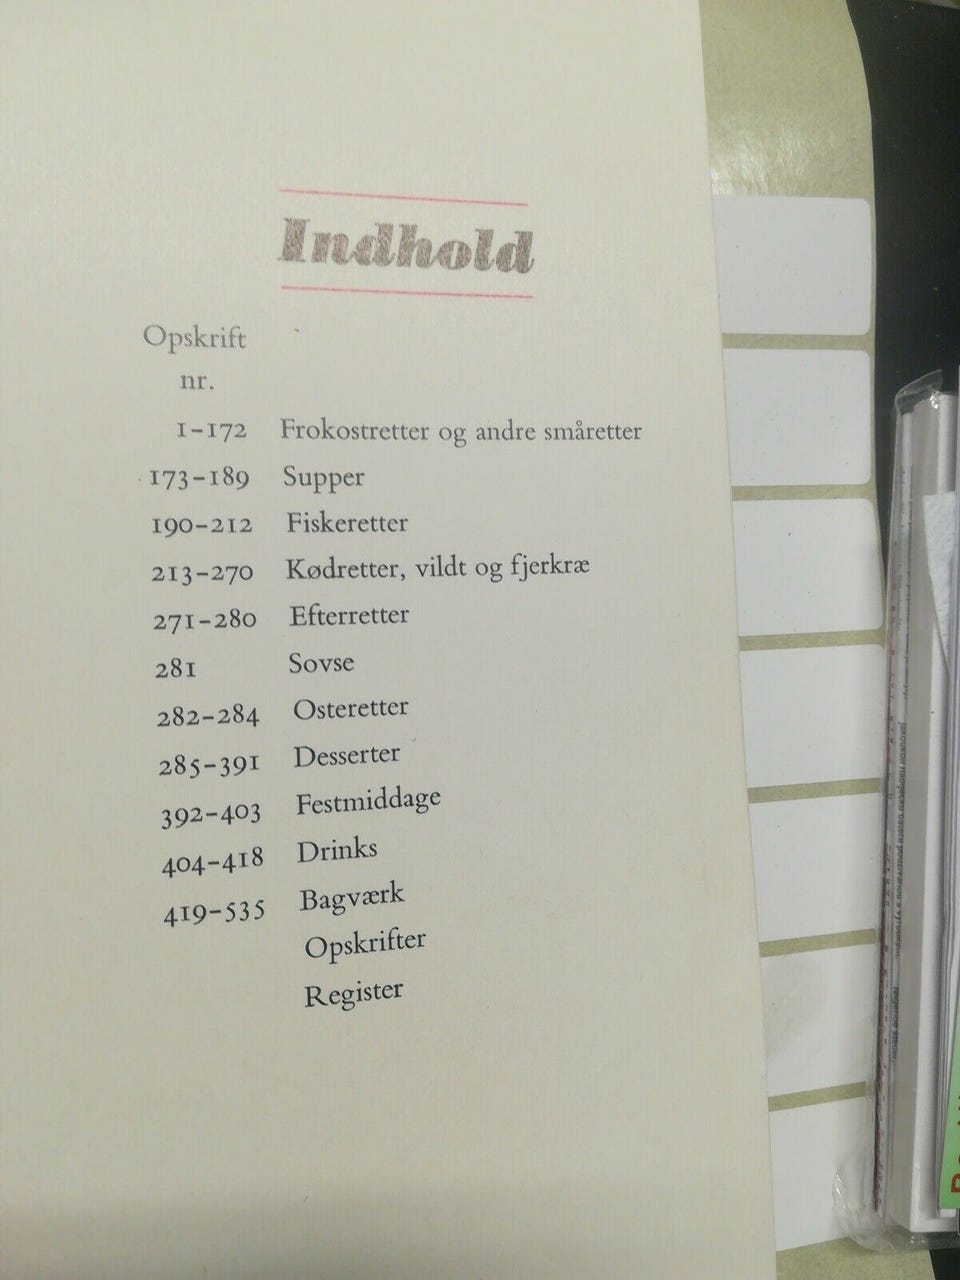 Indhold
Opskrift
nr.
1-172 Frokostretter og andre småretter
173-189 Supper
190-212 Fiskeretter
213-270 Kødretter, vildt og fjerkræ
271-280 Efterretter
281 Sovse
282-284 Osteretter
285-391 Desserter
392-403 Festmiddage
404-418 Drinks
419-535 Bagværk
Opskrifter
Register